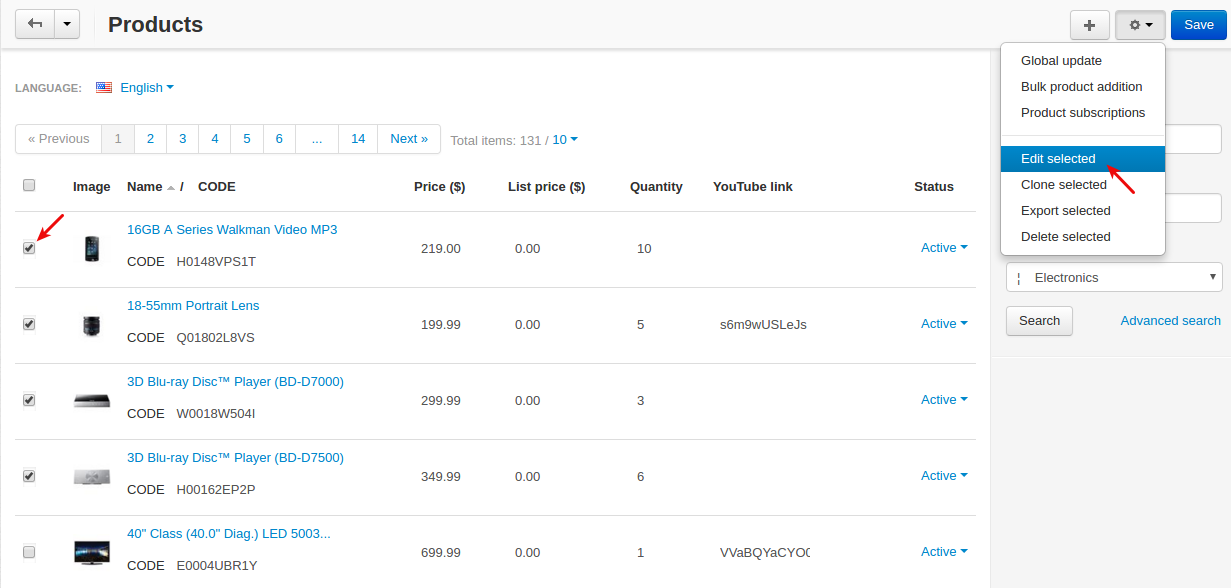 Products
Save
Global update
Bulk product addition
Product subscriptions
Edit selected
Clone selected
Export selected
Delete selected
LANGUAGE: English
« Previous 1 2 3 4 5 6 ... 14 Next » Total items: 131 / 10
Image Name / CODE Price ($) List price ($) Quantity YouTube link Status
16GB A Series Walkman Video MP3
CODE H0148VPS1T
219.00 0.00 10 Active
18-55mm Portrait Lens
CODE Q01802L8VS
199.99 0.00 5 s6m9wUSLeJs Active
3D Blu-ray Disc™ Player (BD-D7000)
CODE W0018W504I
299.99 0.00 3 Active
3D Blu-ray Disc™ Player (BD-D7500)
CODE H00162EP2P
349.99 0.00 6 Active
40" Class (40.0" Diag.) LED 5003...
CODE E0004UBR1Y
699.99 0.00 1 Active
¦ Electronics
Search Advanced search